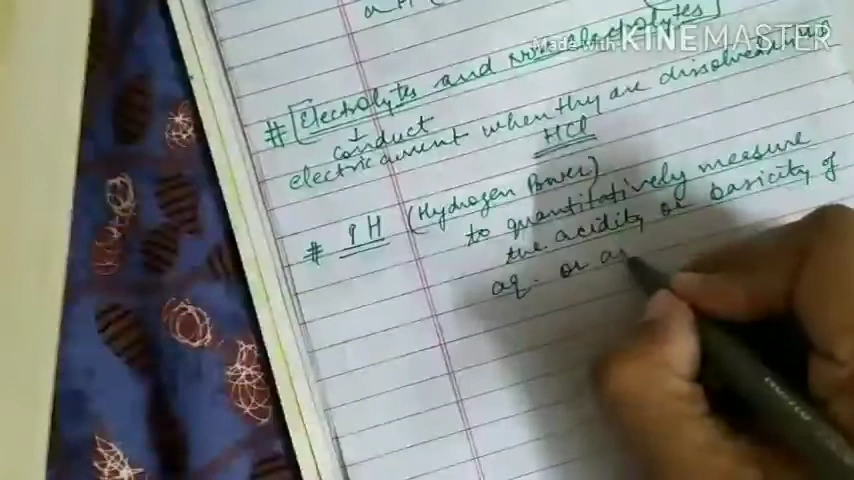 Made with KINEMASTER
# [Electrolytes and Non-electrolytes]
↓
conduct
electric current when they are dissolved in
HCl
# pH (Hydrogen Power)
to quantitatively measure
the acidity or basicity of
aq. or